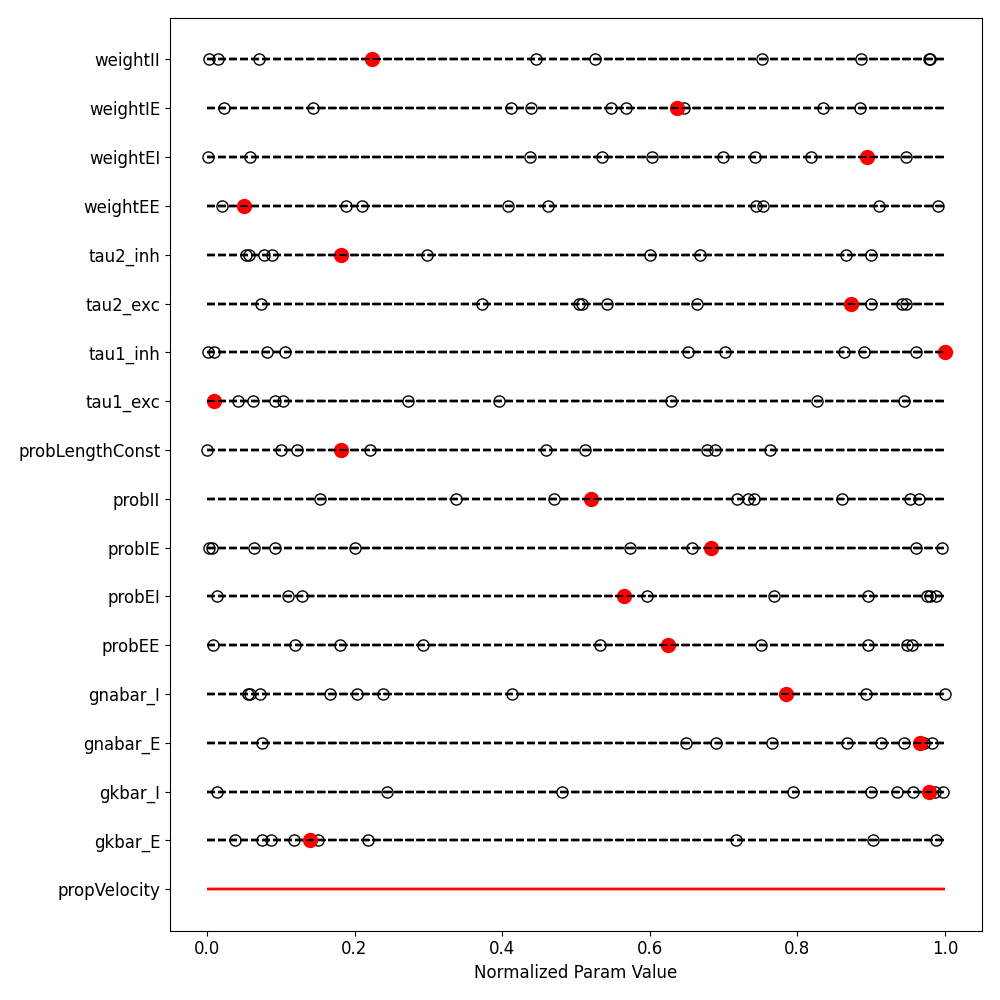 weightII
weightIE
weightEI
weightEE
tau2_inh
tau2_exc
tau1_inh
tau1_exc
probLengthConst
probII
probIE
probEI
probEE
gnabar_I
gnabar_E
gkbar_I
gkbar_E
propVelocity
0.0 0.2 0.4 0.6 0.8 1.0
Normalized Param Value